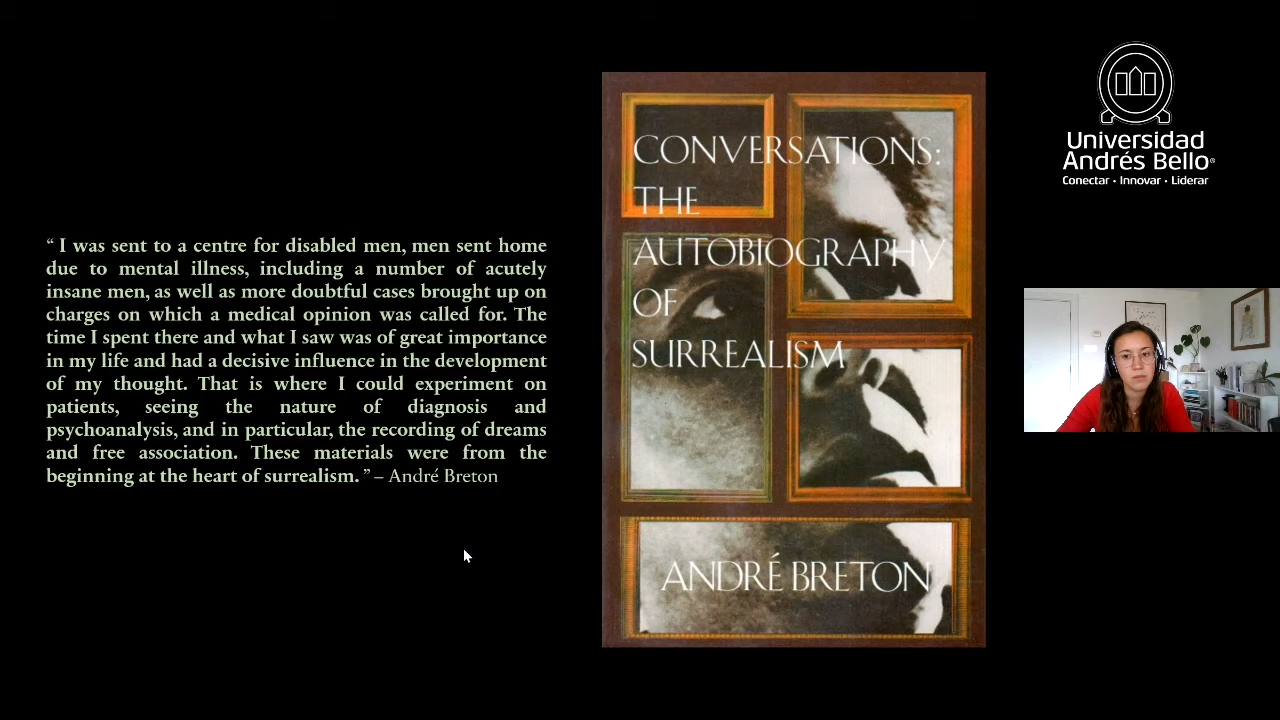 “ I was sent to a centre for disabled men, men sent home
due to mental illness, including a number of acutely
insane men, as well as more doubtful cases brought up on
charges on which a medical opinion was called for. The
time I spent there and what I saw was of great importance
in my life and had a decisive influence in the development
of my thought. That is where I could experiment on
patients, seeing the nature of diagnosis and
psychoanalysis, and in particular, the recording of dreams
and free association. These materials were from the
beginning at the heart of surrealism. ” – André Breton
CONVERSATIONS:
THE
AUTOBIOGRAPHY
OF
SURREALISM
ANDRÉ BRETON
Universidad
Andrés Bello®
Conectar • Innovar • Liderar